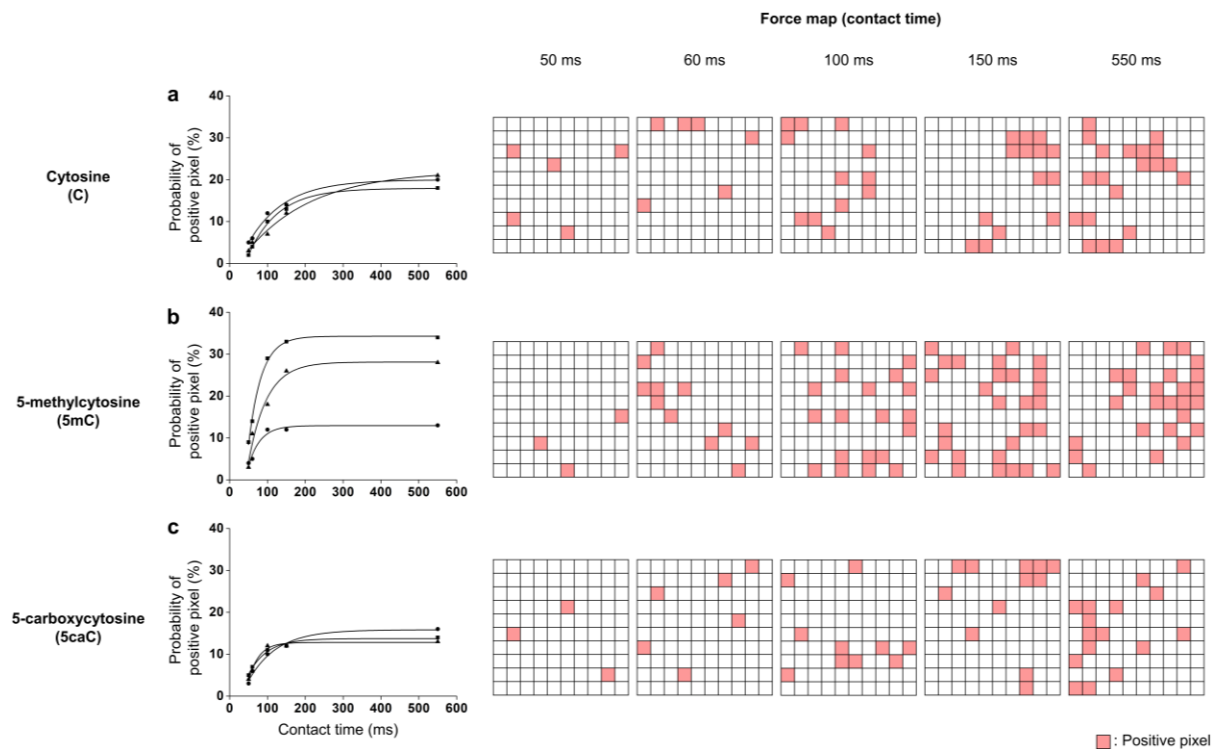 Force map (contact time)
50 ms 60 ms 100 ms 150 ms 550 ms
a
Cytosine
(C)
Probability of
positive pixel (%)
40
30
20
10
0
0 100 200 300 400 500 600
b
5-methylcytosine
(5mC)
Probability of
positive pixel (%)
40
30
20
10
0
0 100 200 300 400 500 600
c
5-carboxycytosine
(5caC)
Probability of
positive pixel (%)
40
30
20
10
0
0 100 200 300 400 500 600
Contact time (ms)
: Positive pixel